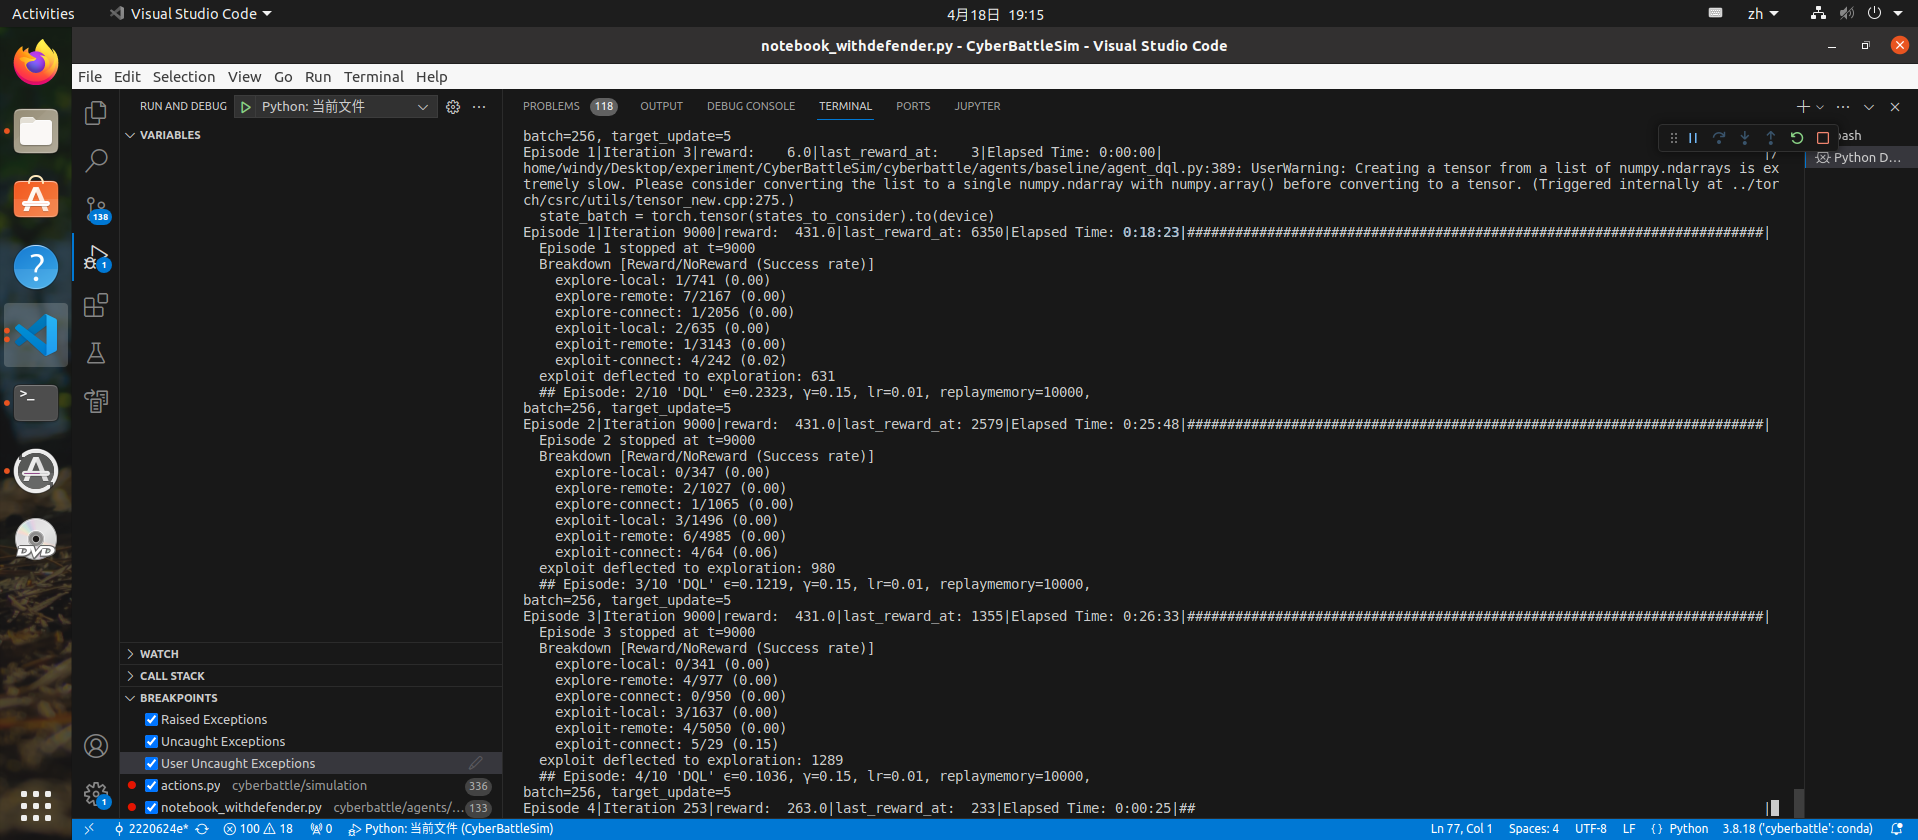 Activities
Visual Studio Code
4月18日 19:15
zh
notebook_withdefender.py - CyberBattleSim - Visual Studio Code
File Edit Selection View Go Run Terminal Help
RUN AND DEBUG
Python: 当前文件
PROBLEMS 118 OUTPUT DEBUG CONSOLE TERMINAL PORTS JUPYTER
VARIABLES
bash
Python D...
batch=256, target_update=5
Episode 1|Iteration 3|reward:    6.0|last_reward_at:    3|Elapsed Time: 0:00:00| |/
home/windy/Desktop/experiment/CyberBattleSim/cyberbattle/agents/baseline/agent_dql.py:389: UserWarning: Creating a tensor from a list of numpy.ndarrays is ex
tremely slow. Please consider converting the list to a single numpy.ndarray with numpy.array() before converting to a tensor. (Triggered internally at ../tor
ch/csrc/utils/tensor_new.cpp:275.)
state_batch = torch.tensor(states_to_consider).to(device)
Episode 1|Iteration 9000|reward:  431.0|last_reward_at: 6350|Elapsed Time: 0:18:23|########################################################################|
Episode 1 stopped at t=9000
Breakdown [Reward/NoReward (Success rate)]
explore-local: 1/741 (0.00)
explore-remote: 7/2167 (0.00)
explore-connect: 1/2056 (0.00)
exploit-local: 2/635 (0.00)
exploit-remote: 1/3143 (0.00)
exploit-connect: 4/242 (0.02)
exploit deflected to exploration: 631
## Episode: 2/10 'DQL' ϵ=0.2323, γ=0.15, lr=0.01, replaymemory=10000,
batch=256, target_update=5
Episode 2|Iteration 9000|reward:  431.0|last_reward_at: 2579|Elapsed Time: 0:25:48|########################################################################|
Episode 2 stopped at t=9000
Breakdown [Reward/NoReward (Success rate)]
explore-local: 0/347 (0.00)
explore-remote: 2/1027 (0.00)
explore-connect: 1/1065 (0.00)
exploit-local: 3/1496 (0.00)
exploit-remote: 6/4985 (0.00)
exploit-connect: 4/64 (0.06)
exploit deflected to exploration: 980
## Episode: 3/10 'DQL' ϵ=0.1219, γ=0.15, lr=0.01, replaymemory=10000,
batch=256, target_update=5
Episode 3|Iteration 9000|reward:  431.0|last_reward_at: 1355|Elapsed Time: 0:26:33|########################################################################|
Episode 3 stopped at t=9000
Breakdown [Reward/NoReward (Success rate)]
explore-local: 0/341 (0.00)
explore-remote: 4/977 (0.00)
explore-connect: 0/950 (0.00)
exploit-local: 3/1637 (0.00)
exploit-remote: 4/5050 (0.00)
exploit-connect: 5/29 (0.15)
exploit deflected to exploration: 1289
## Episode: 4/10 'DQL' ϵ=0.1036, γ=0.15, lr=0.01, replaymemory=10000,
batch=256, target_update=5
Episode 4|Iteration 253|reward:  263.0|last_reward_at:  233|Elapsed Time: 0:00:25|## |
138
1
1
DVD
WATCH
CALL STACK
BREAKPOINTS
Raised Exceptions
Uncaught Exceptions
User Uncaught Exceptions
actions.py cyberbattle/simulation 336
notebook_withdefender.py cyberbattle/agents/... 133
2220624e* 100 18 0 Python: 当前文件 (CyberBattleSim)
Ln 77, Col 1 Spaces: 4 UTF-8 LF {} Python 3.8.18 ('cyberbattle': conda)